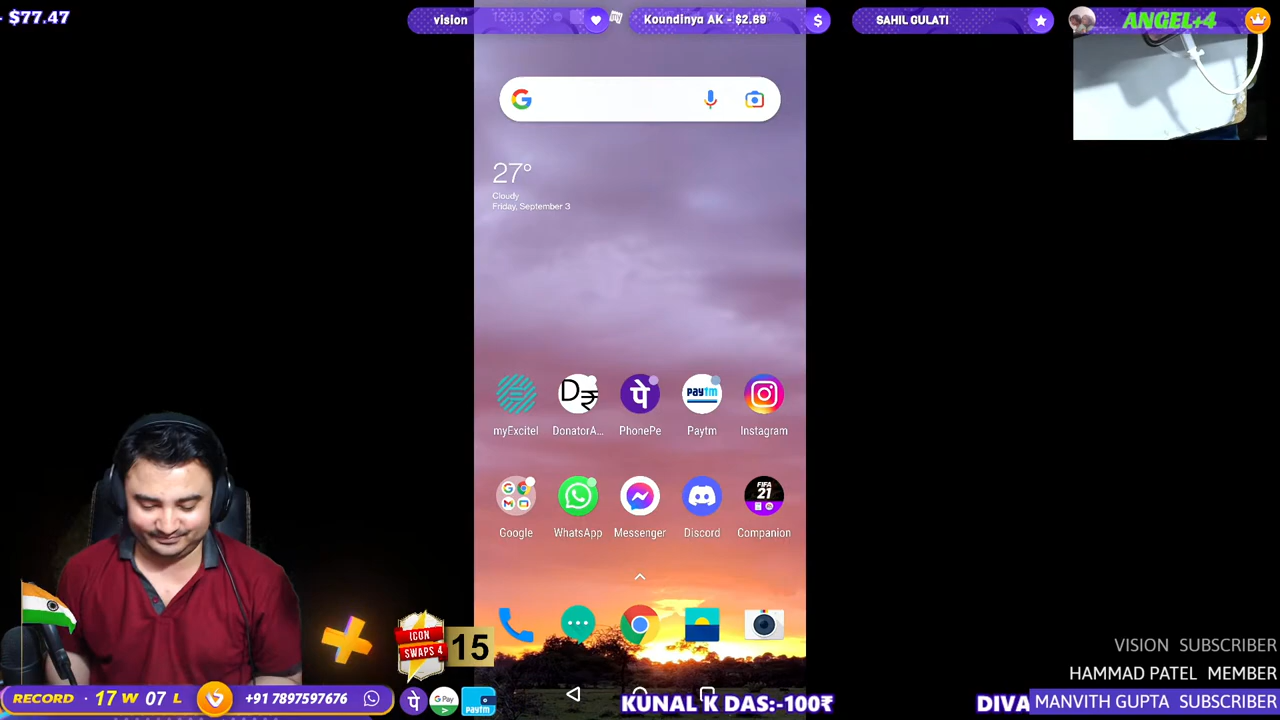 - $77.47
vision
Koundinya AK - $2.69
SAHIL GULATI
ANGEL+4
27°
Cloudy
Friday, September 3
myExcitel
DonatorA...
PhonePe
Paytm
Instagram
Google
WhatsApp
Messenger
Discord
Companion
ICON
SWAPS 4
15
RECORD · 17 W 07 L
+91 7897597676
G Pay
KUNAL K DAS:-100₹
DIVA
VISION SUBSCRIBER
HAMMAD PATEL MEMBER
MANVITH GUPTA SUBSCRIBER
पे
paytm
FIFA
21